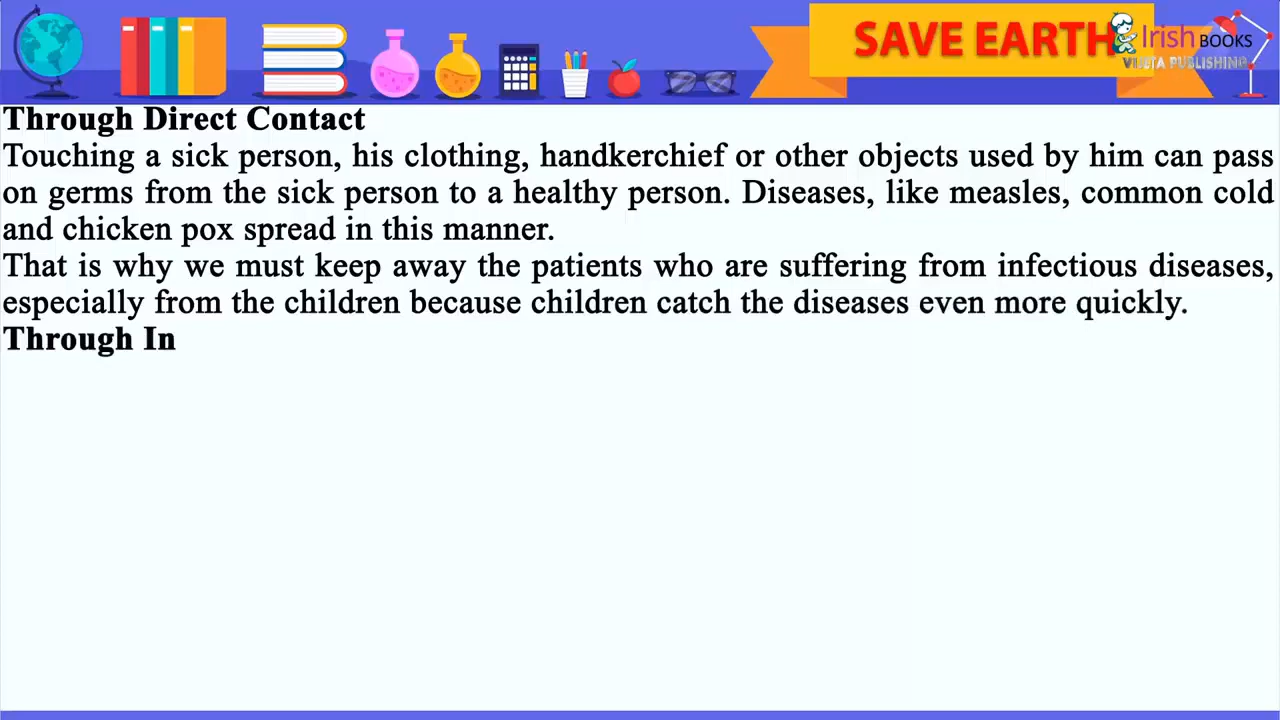 SAVE EARTH
Irish BOOKS
VIJETA PUBLISHING
Through Direct Contact
Touching a sick person, his clothing, handkerchief or other objects used by him can pass
on germs from the sick person to a healthy person. Diseases, like measles, common cold
and chicken pox spread in this manner.
That is why we must keep away the patients who are suffering from infectious diseases,
especially from the children because children catch the diseases even more quickly.
Through In